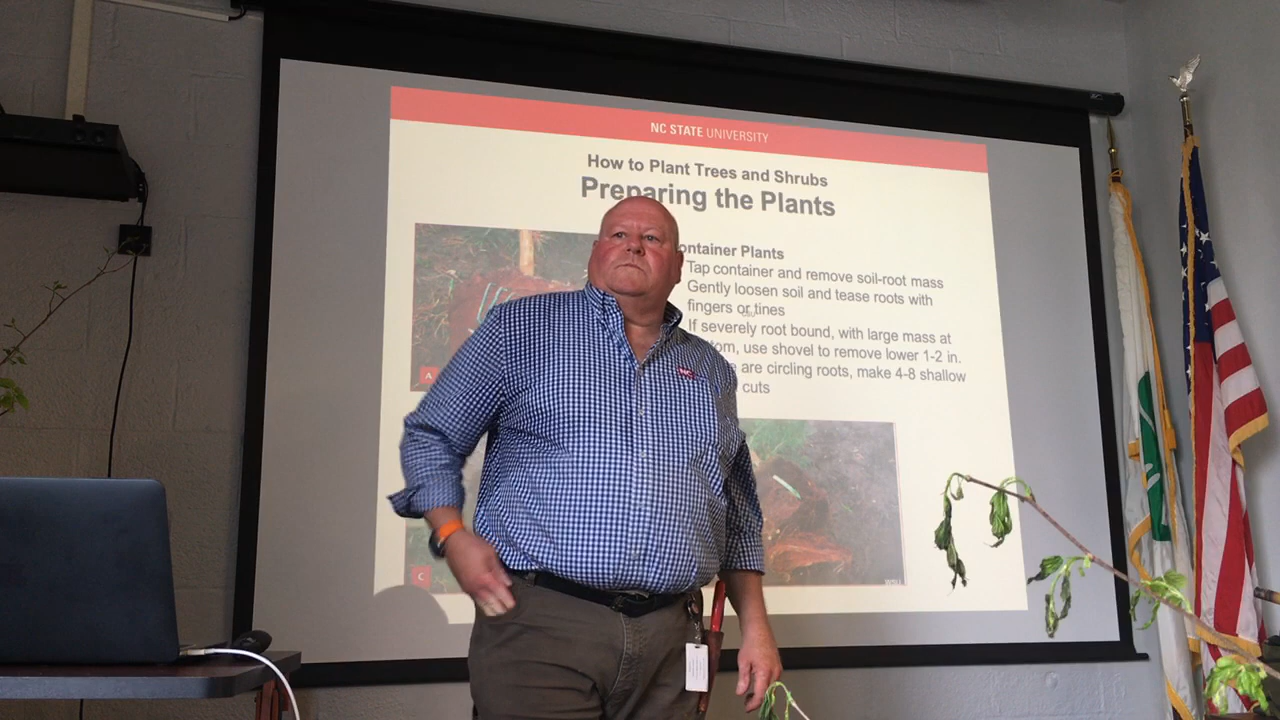 NC STATE UNIVERSITY
How to Plant Trees and Shrubs
Preparing the Plants
ontainer Plants
Tap container and remove soil-root mass
Gently loosen soil and tease roots with
fingers or tines
If severely root bound, with large mass at
tom, use shovel to remove lower 1-2 in.
e are circling roots, make 4-8 shallow
cuts
A
C